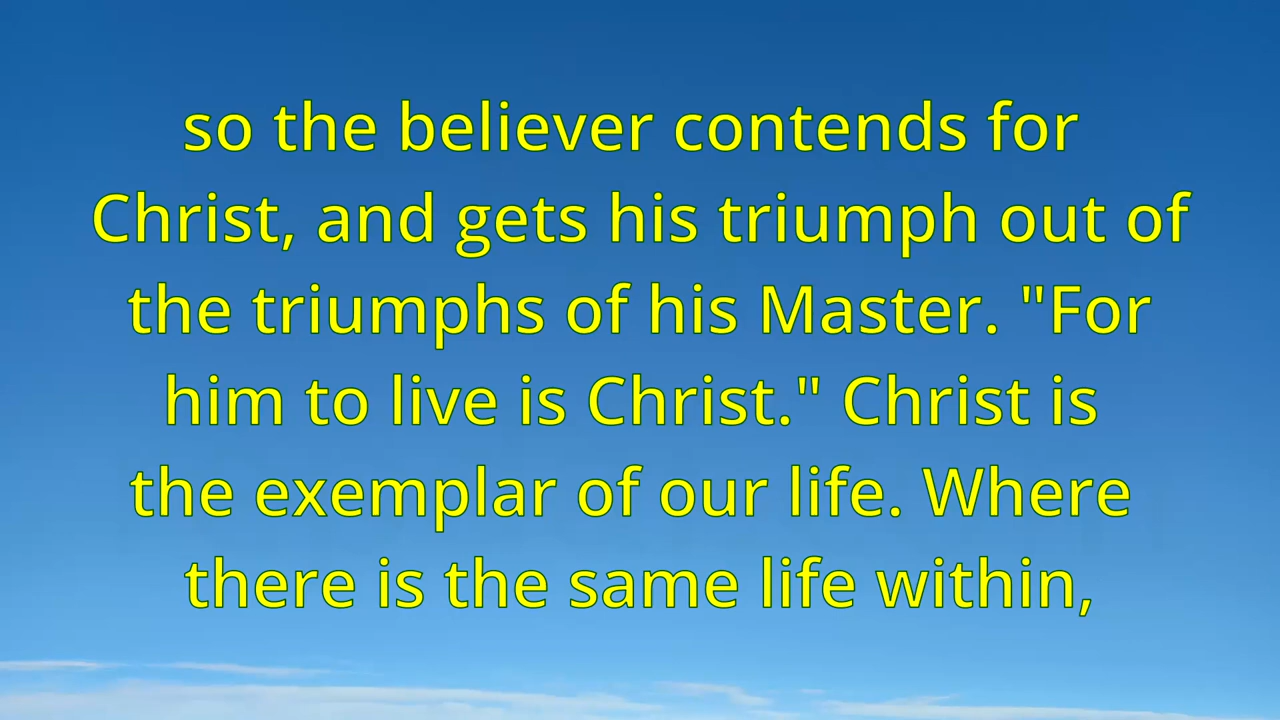 so the believer contends for
Christ, and gets his triumph out of
the triumphs of his Master. "For
him to live is Christ." Christ is
the exemplar of our life. Where
there is the same life within,